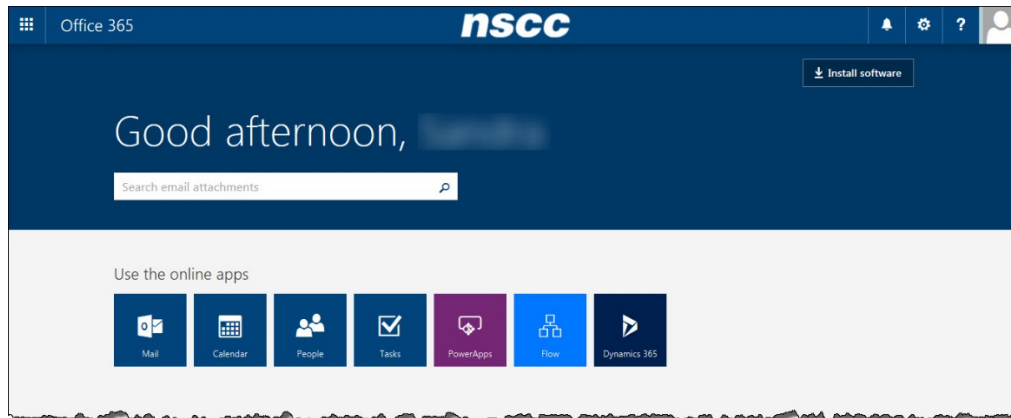 Office 365
nscc
?
Install software
Good afternoon,
Search email attachments
Use the online apps
Mail
Calendar
People
Tasks
PowerApps
Flow
Dynamics 365